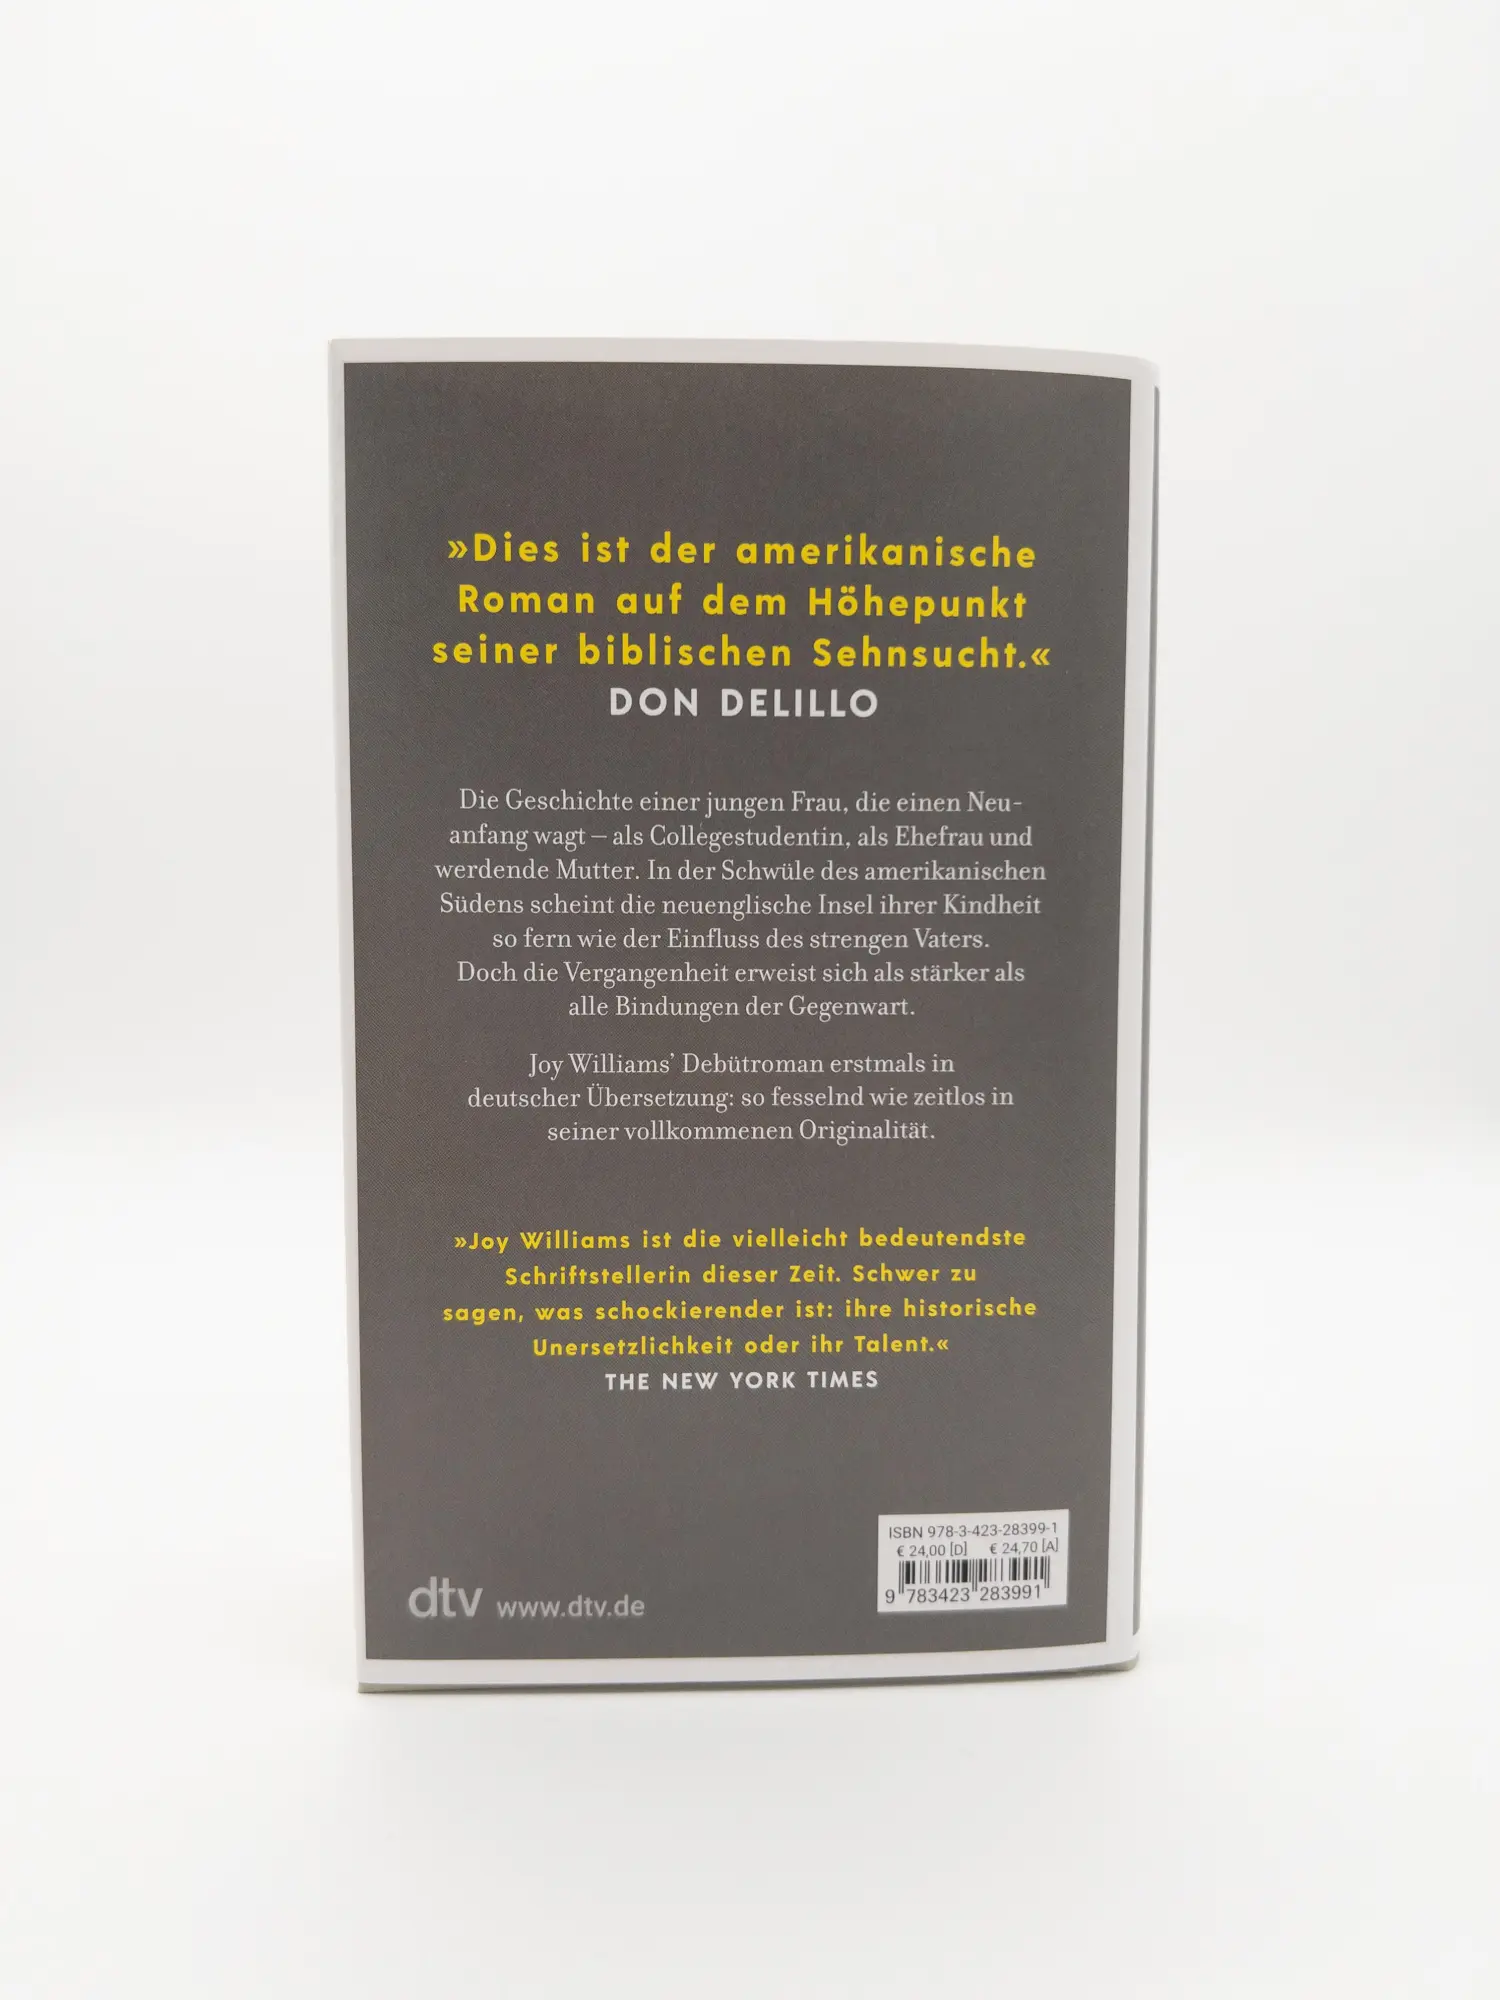 »Dies ist der amerikanische
Roman auf dem Höhepunkt
seiner biblischen Sehnsucht.«
DON DELILLO
Die Geschichte einer jungen Frau, die einen Neu-
anfang wagt – als Collegestudentin, als Ehefrau und
werdende Mutter. In der Schwüle des amerikanischen
Südens scheint die neuenglische Insel ihrer Kindheit
so fern wie der Einfluss des strengen Vaters.
Doch die Vergangenheit erweist sich als stärker als
alle Bindungen der Gegenwart.
Joy Williams’ Debütroman erstmals in
deutscher Übersetzung: so fesselnd wie zeitlos in
seiner vollkommenen Originalität.
»Joy Williams ist die vielleicht bedeutendste
Schriftstellerin dieser Zeit. Schwer zu
sagen, was schockierender ist: ihre historische
Unersetzlichkeit oder ihr Talent.«
THE NEW YORK TIMES
ISBN 978-3-423-28399-1
€ 24,00 [D] € 24,70 [A]
9 783423 283991
dtv www.dtv.de